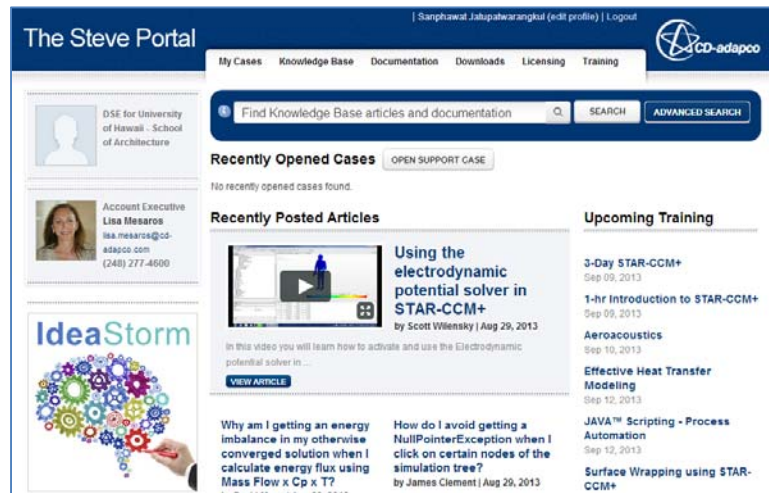 | Sanphawat Jatupatwarangkul (edit profile) | Logout
The Steve Portal
CD-adapco
My Cases Knowledge Base Documentation Downloads Licensing Training
DSE for University
of Hawaii - School
of Architecture
Account Executive
Lisa Mesaros
lisa.mesaros@cd-
adapco.com
(248) 277-4600
IdeaStorm
Find Knowledge Base articles and documentation
SEARCH
ADVANCED SEARCH
Recently Opened Cases
OPEN SUPPORT CASE
No recently opened cases found.
Recently Posted Articles
Using the
electrodynamic
potential solver in
STAR-CCM+
by Scott Wilensky | Aug 29, 2013
In this video you will learn how to activate and use the Electrodynamic
potential solver in ...
VIEW ARTICLE
Why am I getting an energy
imbalance in my otherwise
converged solution when I
calculate energy flux using
Mass Flow x Cp x T?
How do I avoid getting a
NullPointerException when I
click on certain nodes of the
simulation tree?
by James Clement | Aug 29, 2013
Upcoming Training
3-Day STAR-CCM+
Sep 09, 2013
1-hr Introduction to STAR-CCM+
Sep 09, 2013
Aeroacoustics
Sep 10, 2013
Effective Heat Transfer
Modeling
Sep 12, 2013
JAVA™ Scripting - Process
Automation
Sep 12, 2013
Surface Wrapping using STAR-
CCM+